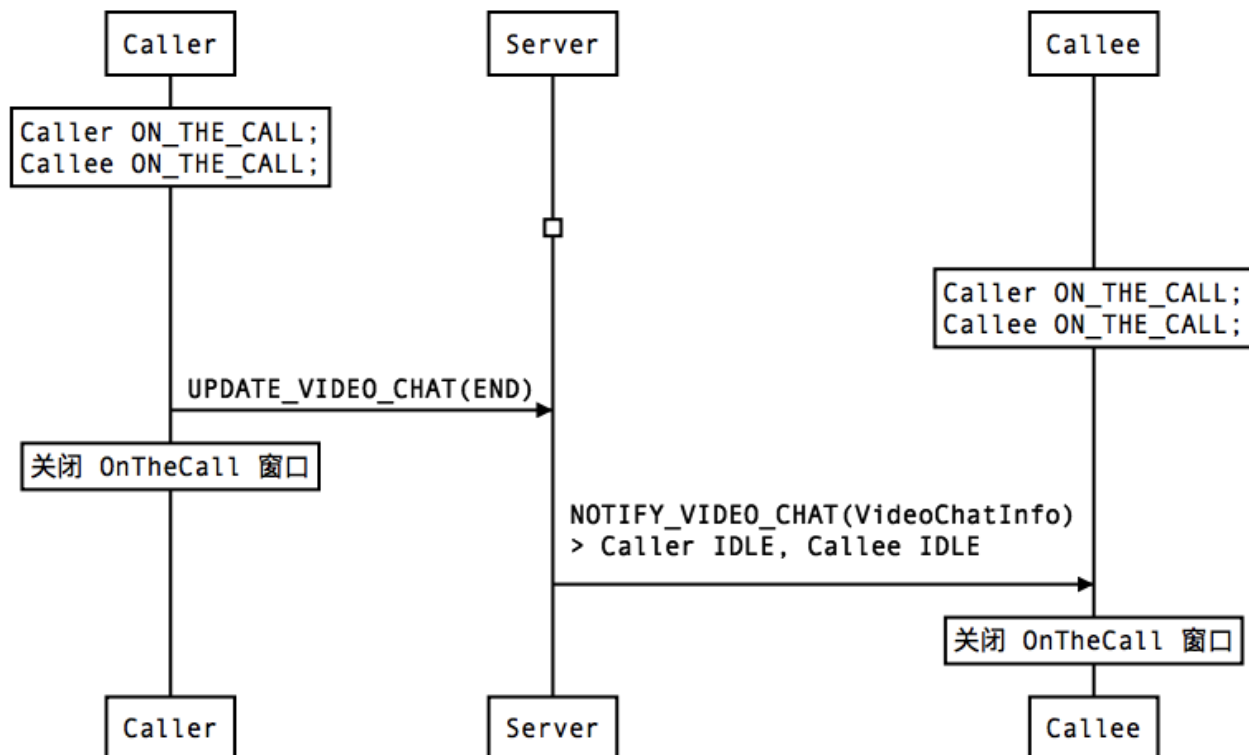 Caller
Server
Callee
Caller ON_THE_CALL;
Callee ON_THE_CALL;
Caller ON_THE_CALL;
Callee ON_THE_CALL;
UPDATE_VIDEO_CHAT(END)
关闭 OnTheCall 窗口
NOTIFY_VIDEO_CHAT(VideoChatInfo)
> Caller IDLE, Callee IDLE
关闭 OnTheCall 窗口
Caller
Server
Callee